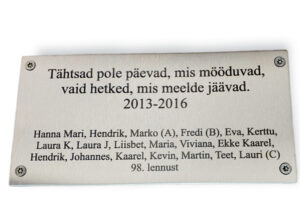 Tähtsad pole päevad, mis mööduvad,
vaid hetked, mis meelde jäävad.
2013-2016
Hanna Mari, Hendrik, Marko (A), Fredi (B), Eva, Kerttu,
Laura K, Laura J, Liisbet, Maria, Viviana, Ekke Kaarel,
Hendrik, Johannes, Kaarel, Kevin, Martin, Teet, Lauri (C)
98. lennust